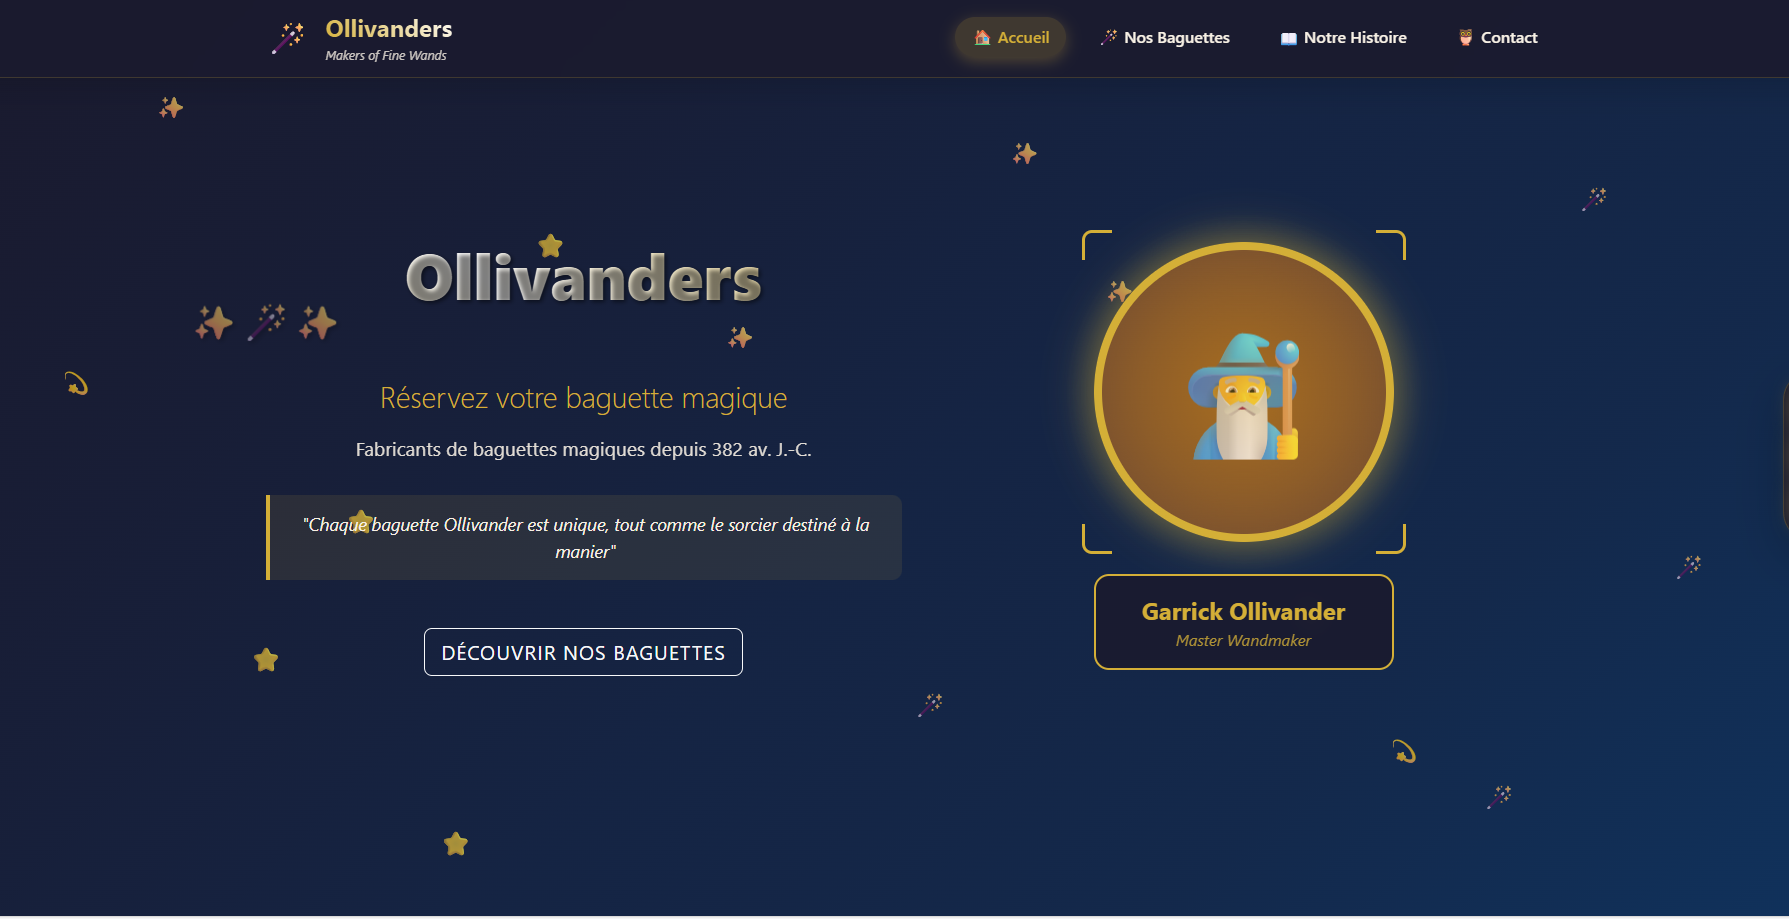 Ollivanders
Makers of Fine Wands
Accueil
Nos Baguettes
Notre Histoire
Contact
Ollivanders
Réservez votre baguette magique
Fabricants de baguettes magiques depuis 382 av. J.-C.
"Chaque baguette Ollivander est unique, tout comme le sorcier destiné à la
manier"
DÉCOUVRIR NOS BAGUETTES
Garrick Ollivander
Master Wandmaker